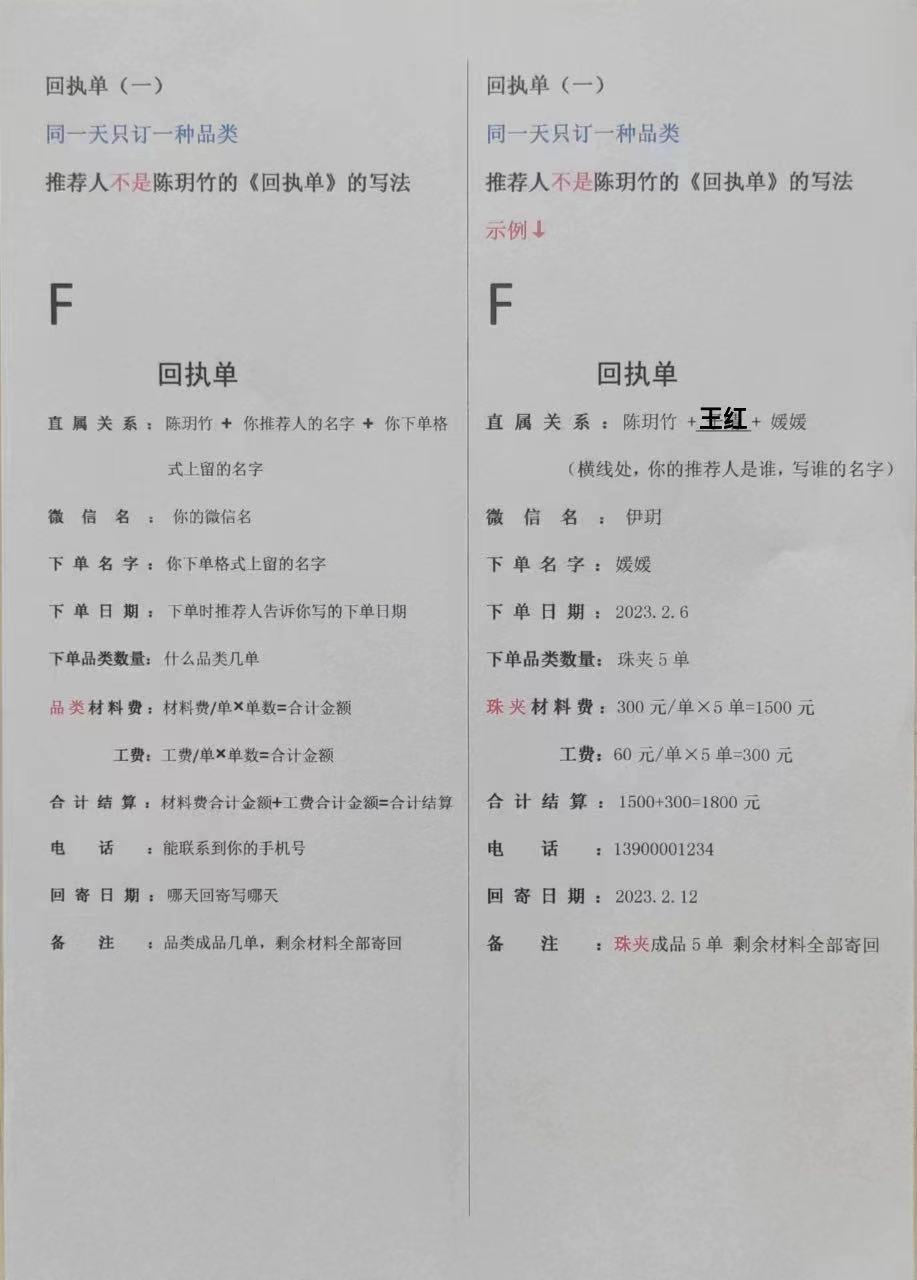 回执单（一）
同一天只订一种品类
推荐人不是陈玥竹的《回执单》的写法
F
回执单
直属关系：陈玥竹 + 你推荐人的名字 + 你下单格
式上留的名字
微信名：你的微信名
下单名字：你下单格式上留的名字
下单日期：下单时推荐人告诉你写的下单日期
下单品类数量：什么品类几单
品类材料费：材料费/单×单数=合计金额
工费：工费/单×单数=合计金额
合计结算：材料费合计金额+工费合计金额=合计结算
电话：能联系到你的手机号
回寄日期：哪天回寄写哪天
备注：品类成品几单，剩余材料全部寄回
回执单（一）
同一天只订一种品类
推荐人不是陈玥竹的《回执单》的写法
示例↓
F
回执单
直属关系：陈玥竹 + 王红 + 媛媛
（横线处，你的推荐人是谁，写谁的名字）
微信名：伊玥
下单名字：媛媛
下单日期：2023.2.6
下单品类数量：珠夹 5 单
珠夹材料费：300 元/单×5 单=1500 元
工费：60 元/单×5 单=300 元
合计结算：1500+300=1800 元
电话：13900001234
回寄日期：2023.2.12
备注：珠夹成品 5 单 剩余材料全部寄回